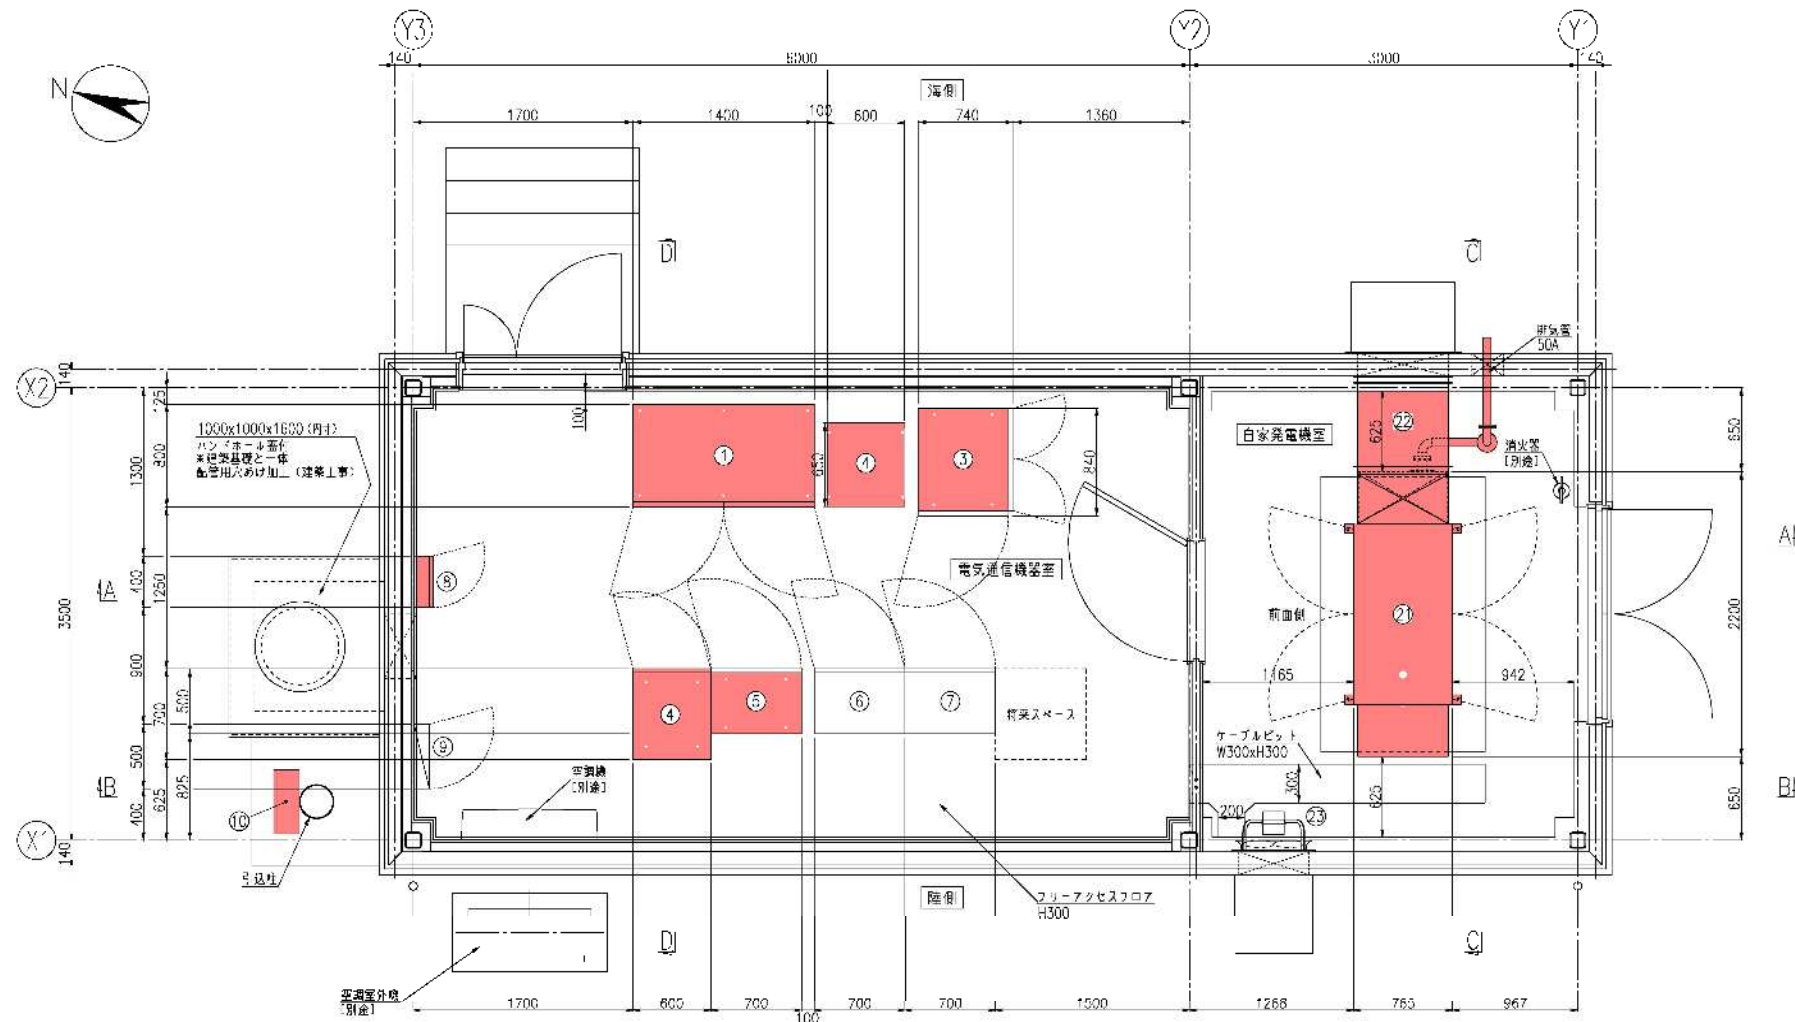 Y3
Y2
Y1
140
3000
140
N
海側
1700
1400
100
600
740
1360
D
C
排気管
50A
X2
140
125
100
1000x1000x1600(内寸)
ハンドホール蓋付
※建築基礎と一体
配管用穴あけ加工(建築工事)
1300
800
①
650
④
③
840
625
㉒
自家発電機室
消火器
[別途]
650
A
電気通信機器室
A
3500
400
1250
⑧
前面側
㉑
2200
900
1165
942
500
700
④
⑤
⑥
⑦
将来スペース
⑨
ケーブルピット
W300xH300
B
500
825
625
400
⑩
空調機
[別途]
300
200
㉓
625
650
B
X1
140
引込柱
陸側
フリーアクセスフロア
H300
D
C
空調室外機
[別途]
1700
600
700
100
700
700
1500
1268
765
967